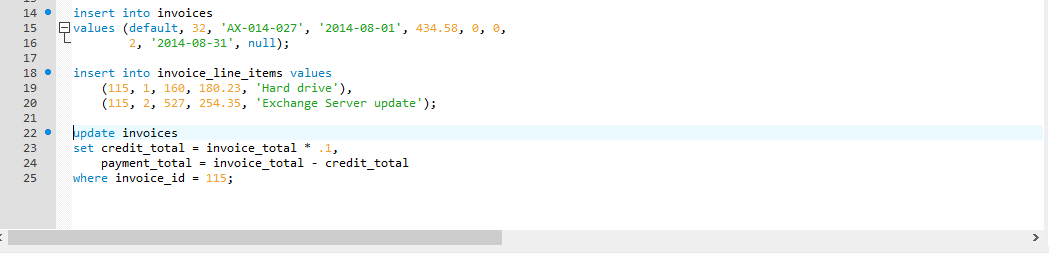 14 insert into invoices
15 values (default, 32, 'AX-014-027', '2014-08-01', 434.58, 0, 0,
16 2, '2014-08-31', null);
17
18 insert into invoice_line_items values
19 (115, 1, 160, 180.23, 'Hard drive'),
20 (115, 2, 527, 254.35, 'Exchange Server update');
21
22 update invoices
23 set credit_total = invoice_total * .1,
24 payment_total = invoice_total - credit_total
25 where invoice_id = 115;